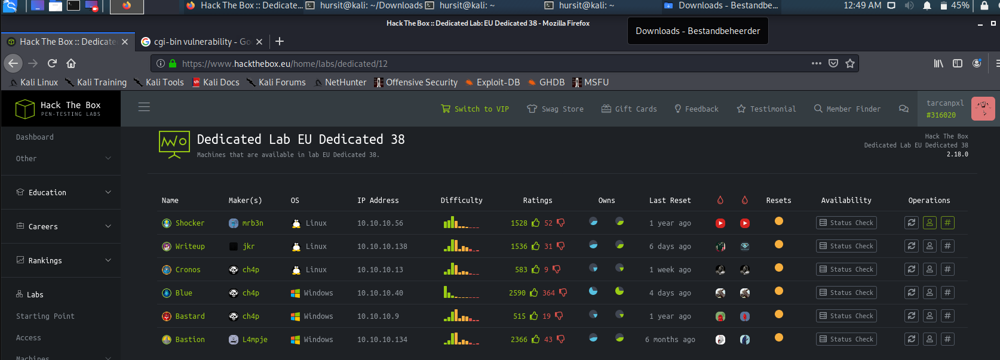 Hack The Box :: Dedicate... hursit@kali: ~/Downloads hursit@kali: ~ hursit@kali: ~ Downloads - Bestandbe... 12:49 AM 45%
Hack The Box :: Dedicated Lab: EU Dedicated 38 - Mozilla Firefox
Downloads - Bestandbeheerder
Hack The Box :: Dedicate cgi-bin vulnerability - Go
https://www.hackthebox.eu/home/labs/dedicated/12
Kali Linux Kali Training Kali Tools Kali Docs Kali Forums NetHunter Offensive Security Exploit-DB GHDB MSFU
Hack The Box
PEN-TESTING LABS
Switch to VIP Swag Store Gift Cards Feedback Testimonial Member Finder
tarcanpxl
#316020
Dashboard
Other
Education
Careers
Rankings
Labs
Starting Point
Access
Machines
Dedicated Lab EU Dedicated 38
Machines that are available in lab EU Dedicated 38.
Hack The Box
Dedicated Lab EU Dedicated 38
2.18.0
Name Maker(s) OS IP Address Difficulty Ratings Owns Last Reset Resets Availability Operations
Shocker mrb3n Linux 10.10.10.56 1528 52 1 year ago Status Check #
Writeup jkr Linux 10.10.10.138 1536 31 6 days ago Status Check #
Cronos ch4p Linux 10.10.10.13 583 9 1 week ago Status Check #
Blue ch4p Windows 10.10.10.40 2590 364 4 days ago Status Check #
Bastard ch4p Windows 10.10.10.9 515 19 1 year ago Status Check #
Bastion L4mpje Windows 10.10.10.134 2366 43 6 months ago Status Check #